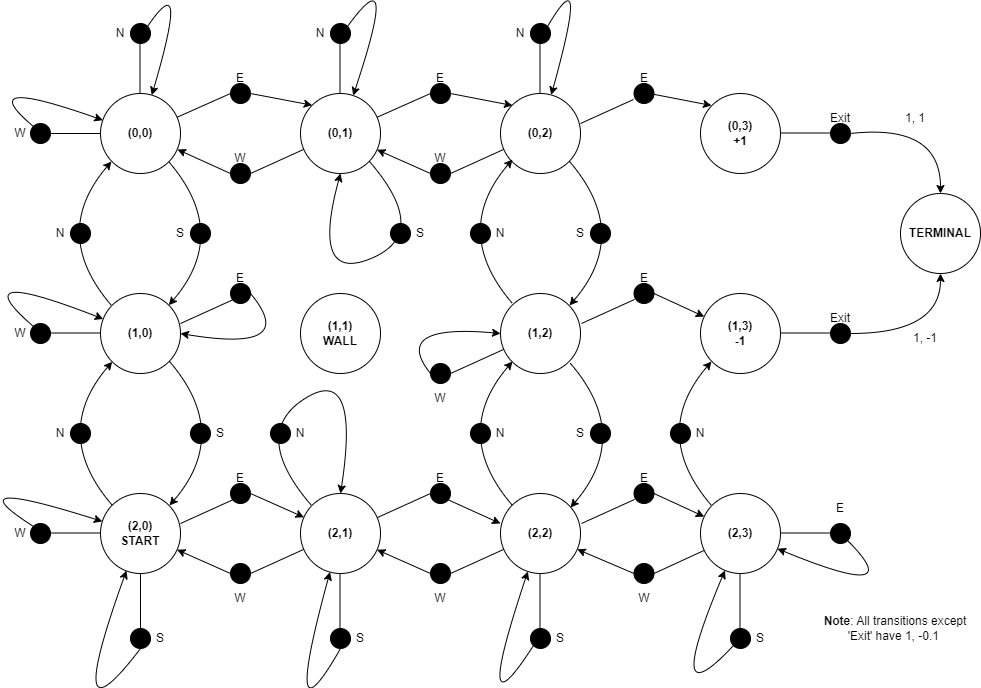 N
N
N
E
E
E
W
(0,0)
(0,1)
(0,2)
(0,3)
+1
Exit
1, 1
W
W
N
S
S
N
S
TERMINAL
E
E
W
(1,0)
(1,1)
WALL
(1,2)
(1,3)
-1
Exit
1, -1
W
N
S
N
N
S
N
E
E
E
E
W
(2,0)
START
(2,1)
(2,2)
(2,3)
W
W
W
S
S
S
S
Note: All transitions except
'Exit' have 1, -0.1